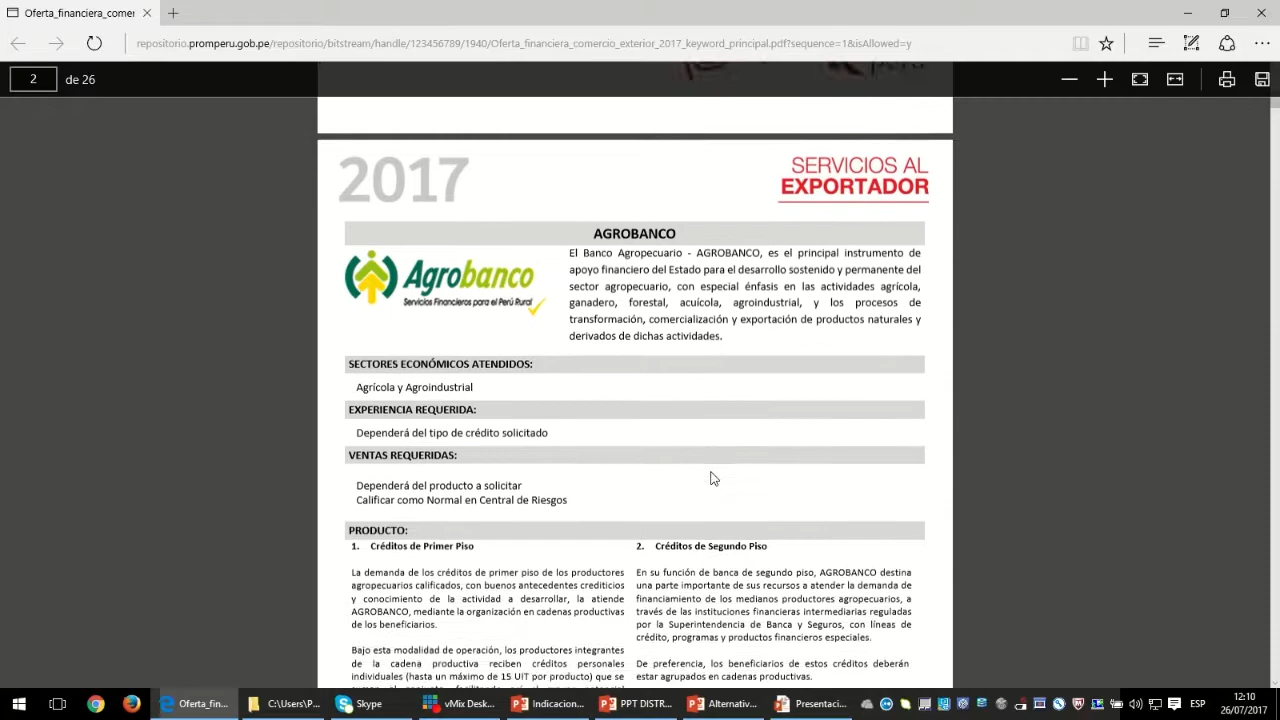 Oferta_financiera_comer
repositorio.promperu.gob.pe/repositorio/bitstream/handle/123456789/1940/Oferta_financiera_comercio_exterior_2017_keyword_principal.pdf?sequence=1&isAllowed=y
2 de 26
2017
SERVICIOS AL
EXPORTADOR
AGROBANCO
Agrobanco
Servicios Financieros para el Perú Rural
El Banco Agropecuario - AGROBANCO, es el principal instrumento de
apoyo financiero del Estado para el desarrollo sostenido y permanente del
sector agropecuario, con especial énfasis en las actividades agrícola,
ganadero, forestal, acuícola, agroindustrial, y los procesos de
transformación, comercialización y exportación de productos naturales y
derivados de dichas actividades.
SECTORES ECONÓMICOS ATENDIDOS:
Agrícola y Agroindustrial
EXPERIENCIA REQUERIDA:
Dependerá del tipo de crédito solicitado
VENTAS REQUERIDAS:
Dependerá del producto a solicitar
Calificar como Normal en Central de Riesgos
PRODUCTO:
1. Créditos de Primer Piso
La demanda de los créditos de primer piso de los productores
agropecuarios calificados, con buenos antecedentes crediticios
y conocimiento de la actividad a desarrollar, la atiende
AGROBANCO, mediante la organización en cadenas productivas
de los beneficiarios.
Bajo esta modalidad de operación, los productores integrantes
de la cadena productiva reciben créditos personales
individuales (hasta un máximo de 15 UIT por producto) que se
2. Créditos de Segundo Piso
En su función de banca de segundo piso, AGROBANCO destina
una parte importante de sus recursos a atender la demanda de
financiamiento de los medianos productores agropecuarios, a
través de las instituciones financieras intermediarias reguladas
por la Superintendencia de Banca y Seguros, con líneas de
crédito, programas y productos financieros especiales.
De preferencia, los beneficiarios de estos créditos deberán
estar agrupados en cadenas productivas.
Oferta_fin... C:\Users\P... Skype vMix Desk... Indicacion... PPT DISTR... Alternativ... Presentaci... ESP
12:10
26/07/2017